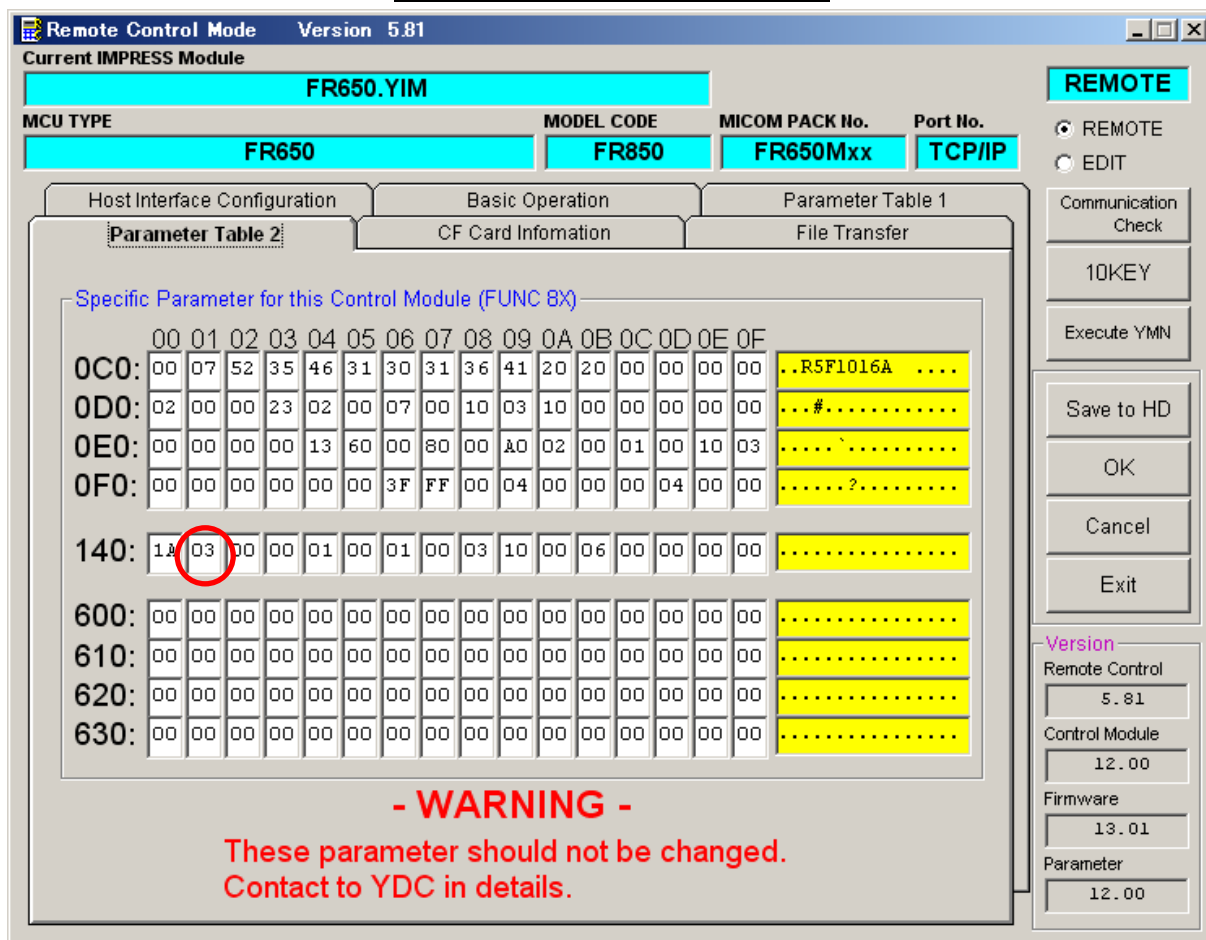 Remote Control Mode Version 5.81
Current IMPRESS Module
FR650.YIM
REMOTE
MCU TYPE MODEL CODE MICOM PACK No. Port No.
FR650 FR850 FR650Mxx TCP/IP
REMOTE
EDIT
Host Interface Configuration Basic Operation Parameter Table 1
Parameter Table 2 CF Card Infomation File Transfer
Communication
Check
10KEY
Execute YMN
Save to HD
OK
Cancel
Exit
Specific Parameter for this Control Module (FUNC 8X)
00 01 02 03 04 05 06 07 08 09 0A 0B 0C 0D 0E 0F
0C0: 00 07 52 35 46 31 30 31 36 41 20 20 00 00 00 00 ..R5F1016A ....
0D0: 02 00 00 23 02 00 07 00 10 03 10 00 00 00 00 00 ...#............
0E0: 00 00 00 00 13 60 00 80 00 A0 02 00 01 00 10 03 .....`..........
0F0: 00 00 00 00 00 00 3F FF 00 04 00 00 00 04 00 00 ......?.........
140: 1A 03 00 00 01 00 01 00 03 10 00 06 00 00 00 00 ................
600: 00 00 00 00 00 00 00 00 00 00 00 00 00 00 00 00 ................
610: 00 00 00 00 00 00 00 00 00 00 00 00 00 00 00 00 ................
620: 00 00 00 00 00 00 00 00 00 00 00 00 00 00 00 00 ................
630: 00 00 00 00 00 00 00 00 00 00 00 00 00 00 00 00 ................
- WARNING -
These parameter should not be changed.
Contact to YDC in details.
Version
Remote Control
5.81
Control Module
12.00
Firmware
13.01
Parameter
12.00